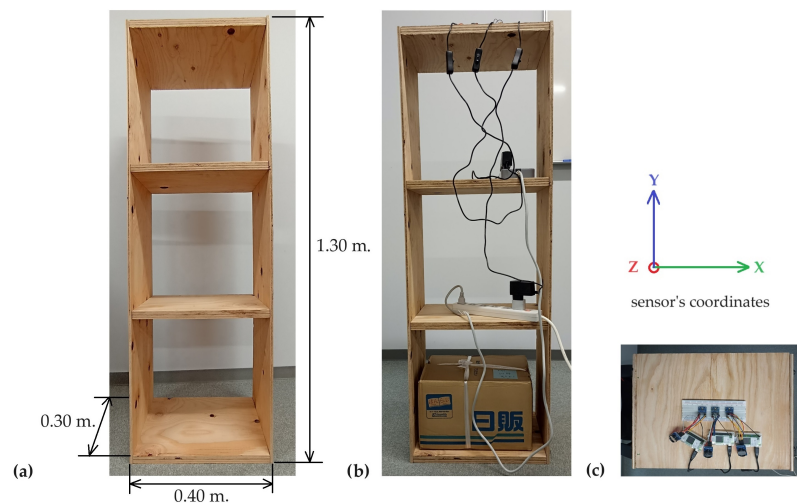 1.30 m.
0.30 m.
0.40 m.
(a)
日販
(b)
Y
Z
X
sensor's coordinates
(c)